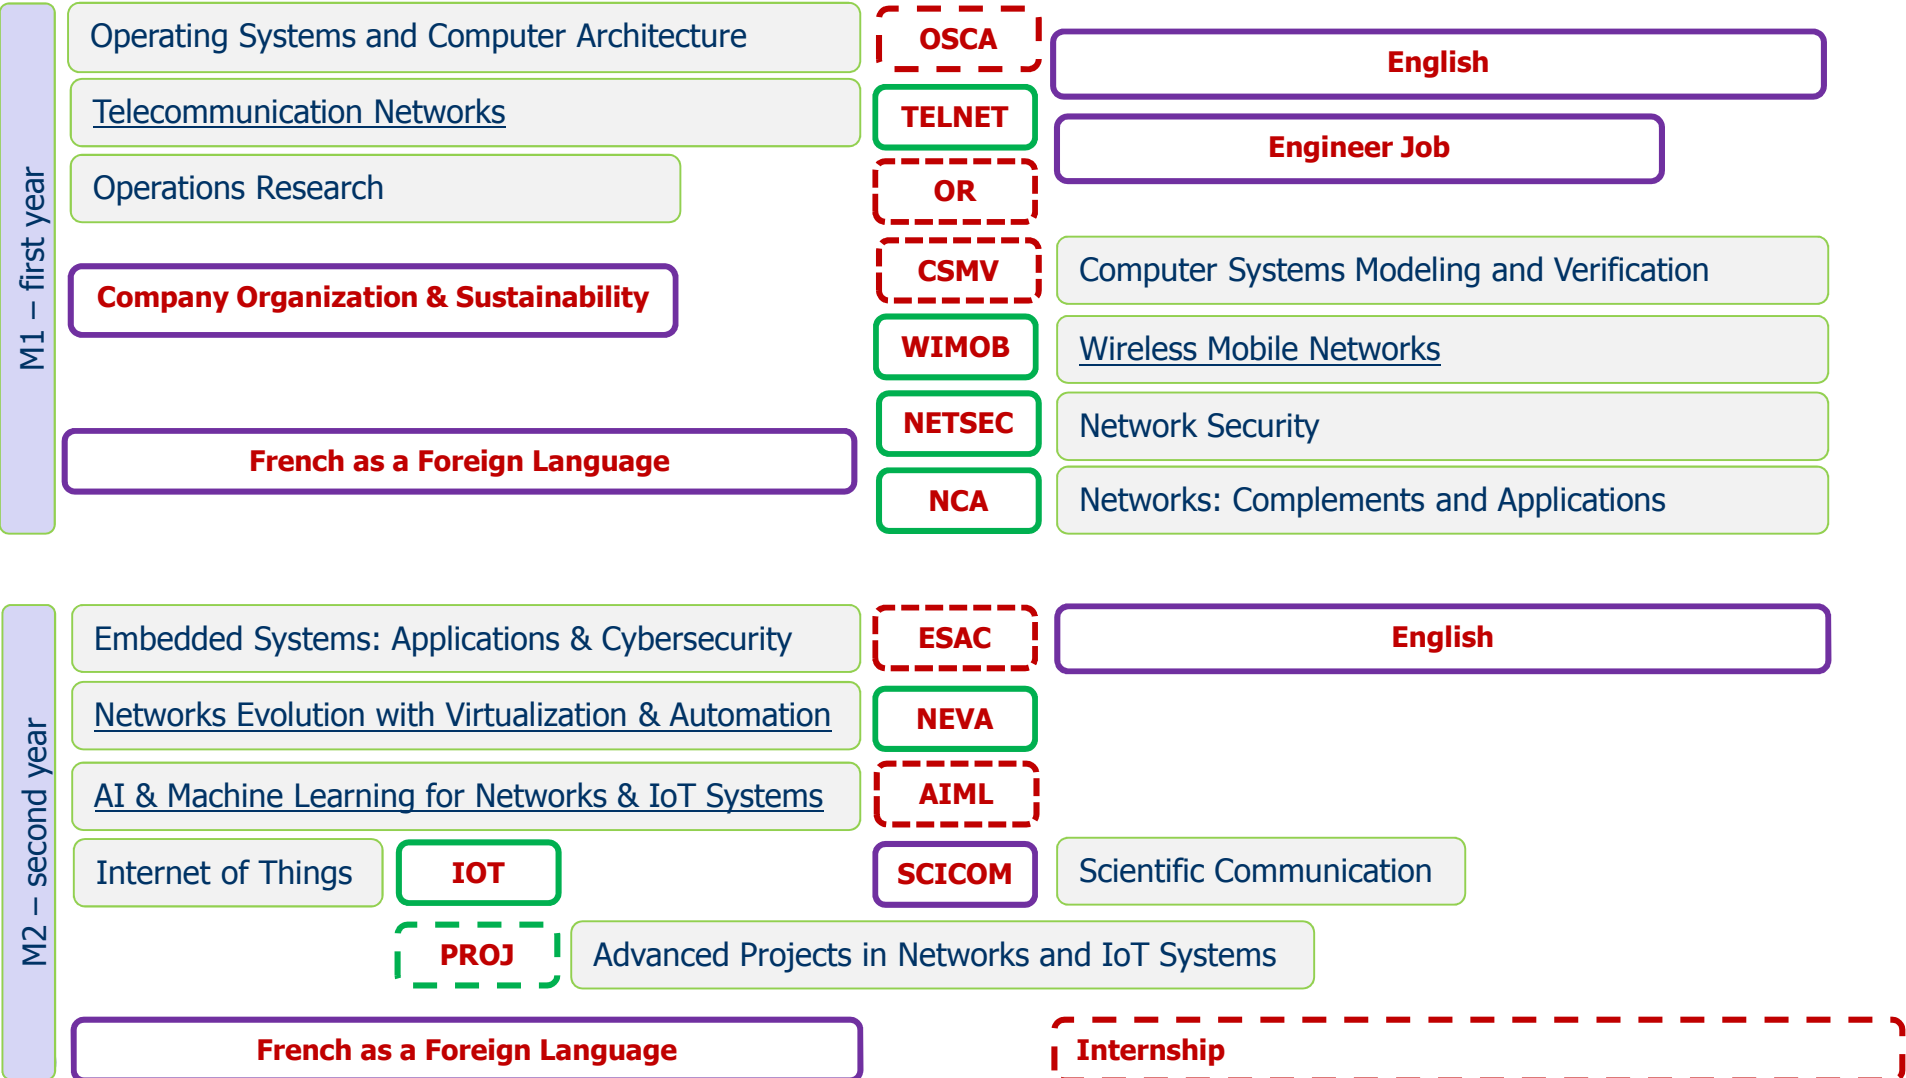 M1 – first year
Operating Systems and Computer Architecture
OSCA
English
Telecommunication Networks
TELNET
Engineer Job
Operations Research
OR
CSMV
Computer Systems Modeling and Verification
Company Organization & Sustainability
WIMOB
Wireless Mobile Networks
NETSEC
Network Security
French as a Foreign Language
NCA
Networks: Complements and Applications
M2 – second year
Embedded Systems: Applications & Cybersecurity
ESAC
English
Networks Evolution with Virtualization & Automation
NEVA
AI & Machine Learning for Networks & IoT Systems
AIML
Internet of Things
IOT
SCICOM
Scientific Communication
PROJ
Advanced Projects in Networks and IoT Systems
French as a Foreign Language
Internship